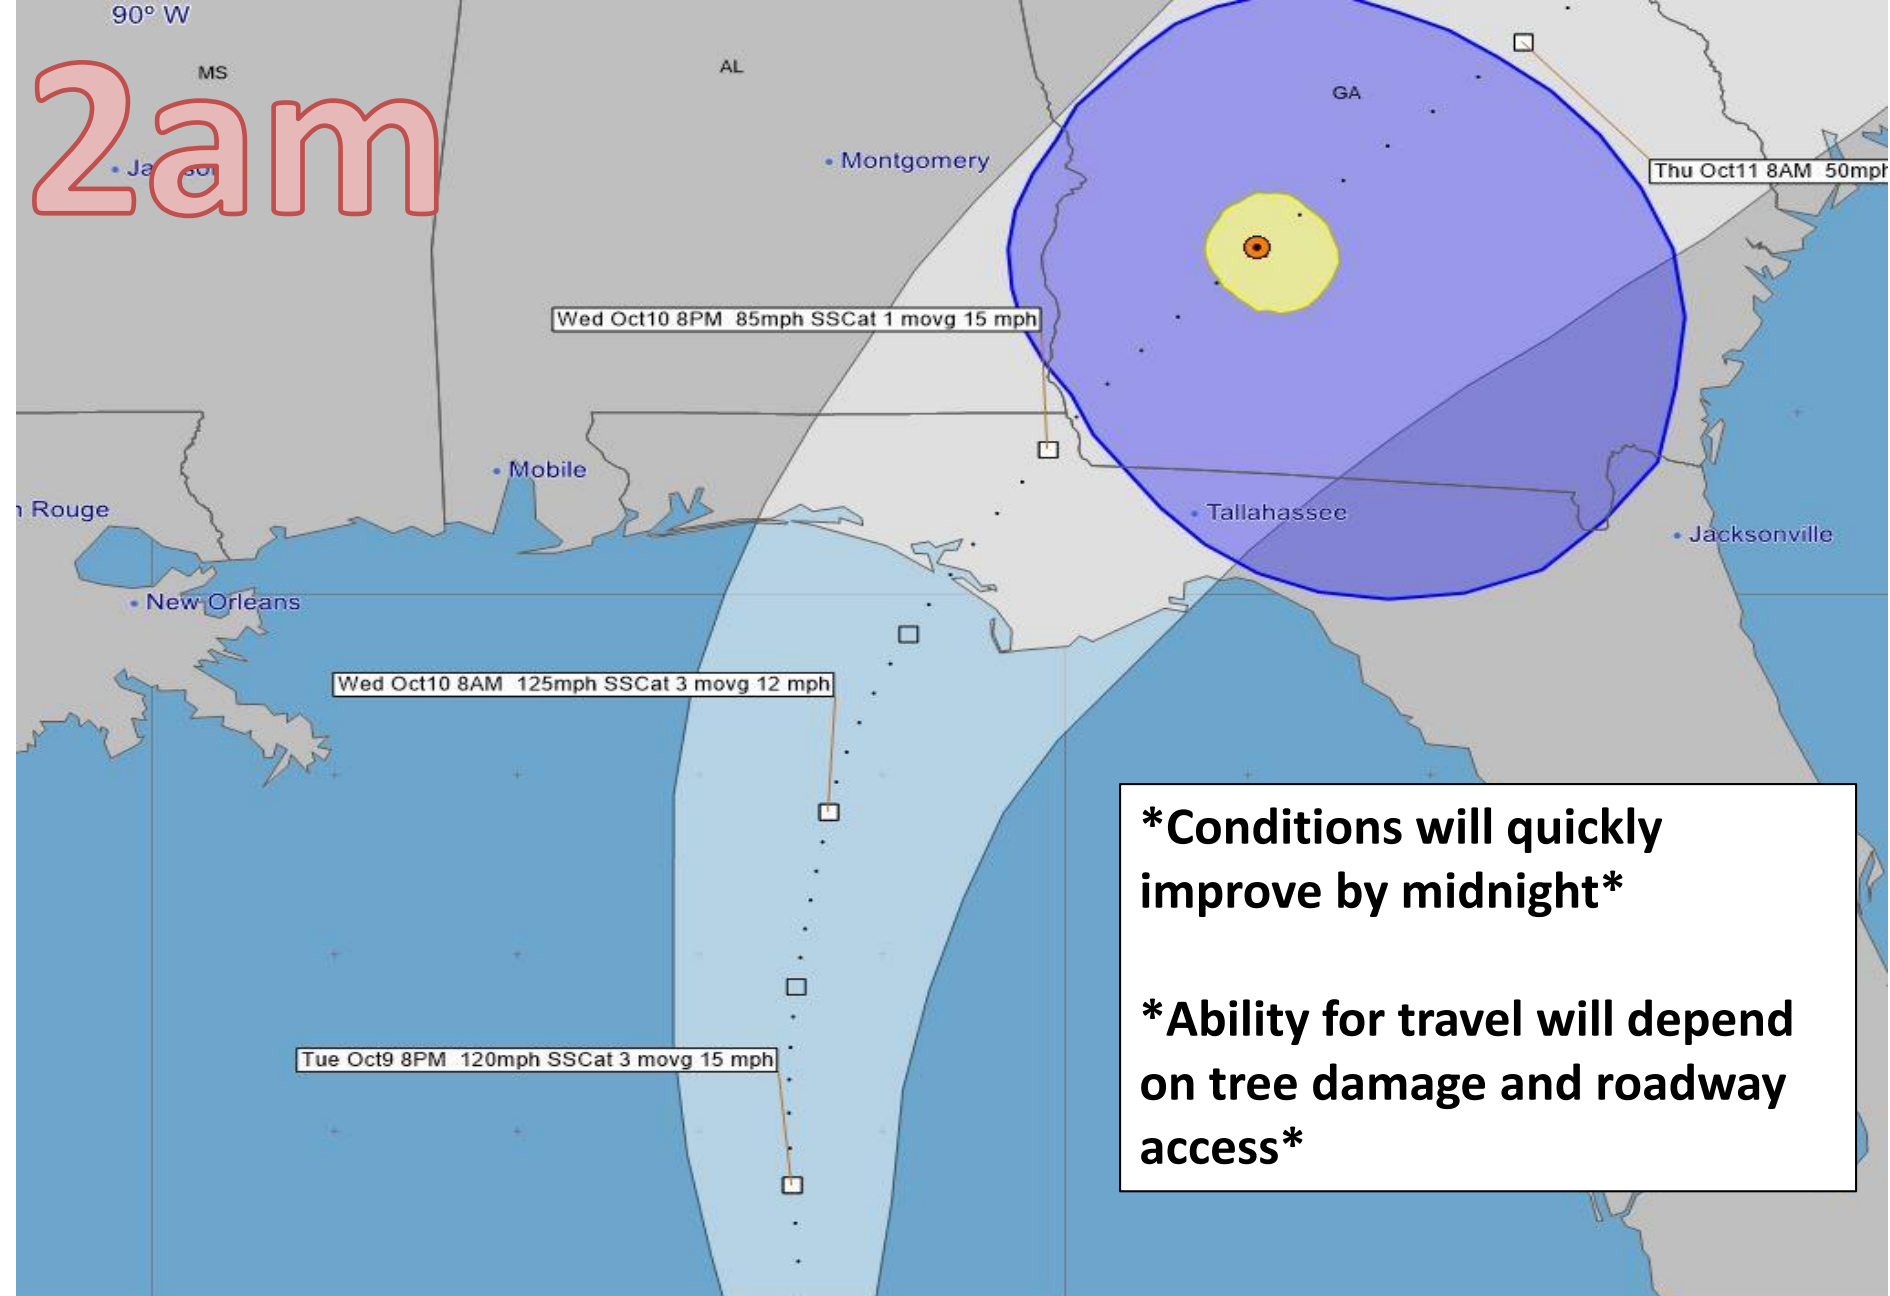 90° W
MS
AL
GA
2am
Jackson
Montgomery
Thu Oct11 8AM 50mph
Wed Oct10 8PM 85mph SSCat 1 movg 15 mph
Mobile
Rouge
Tallahassee
Jacksonville
New Orleans
Wed Oct10 8AM 125mph SSCat 3 movg 12 mph
*Conditions will quickly
improve by midnight*
*Ability for travel will depend
on tree damage and roadway
access*
Tue Oct9 8PM 120mph SSCat 3 movg 15 mph